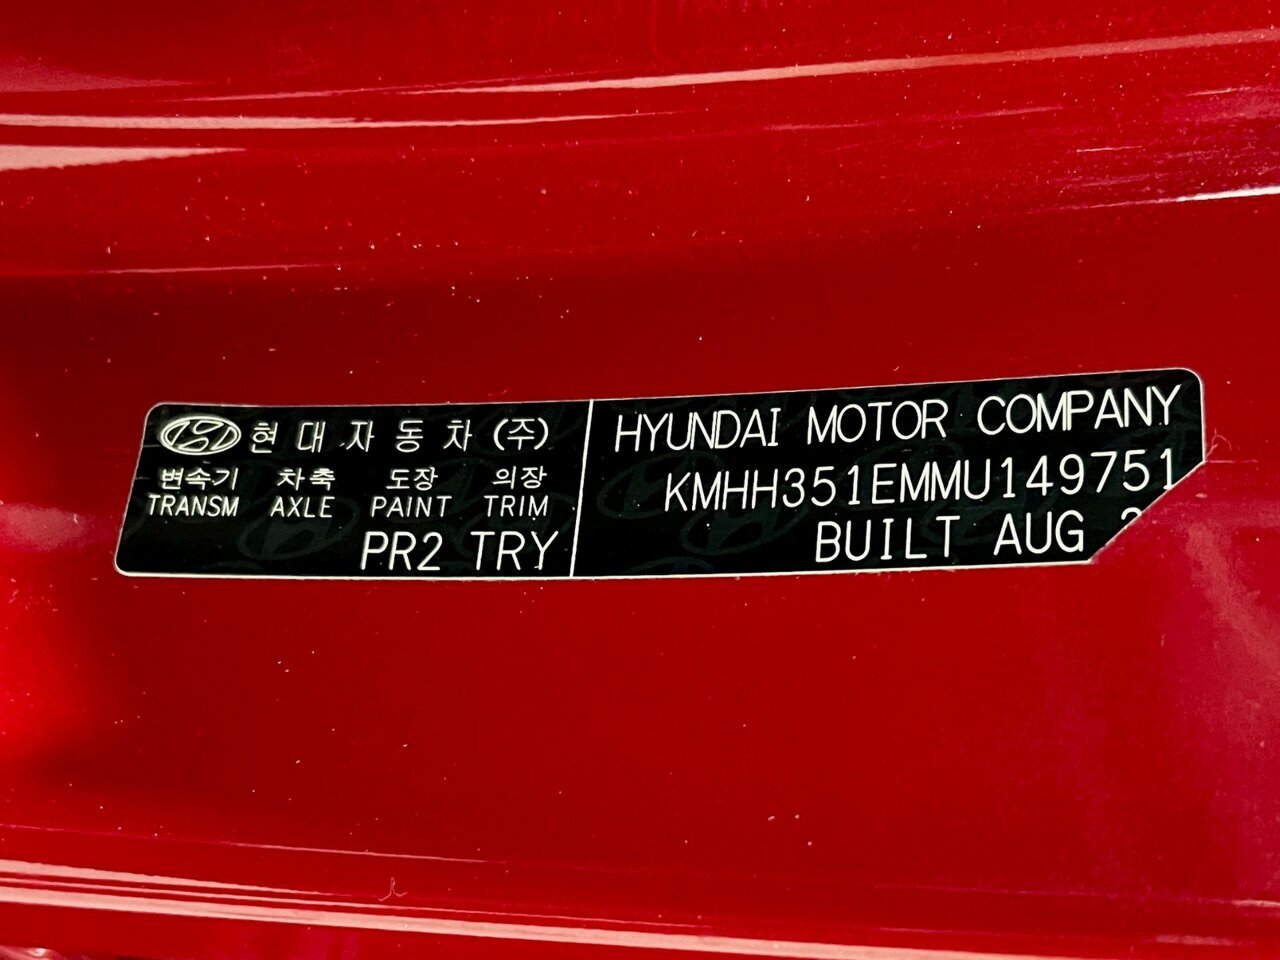 현대자동차(주)
변속기 차축 도장 의장
TRANSM AXLE PAINT TRIM
PR2 TRY
HYUNDAI MOTOR COMPANY
KMHH351EMMU149751
BUILT AUG